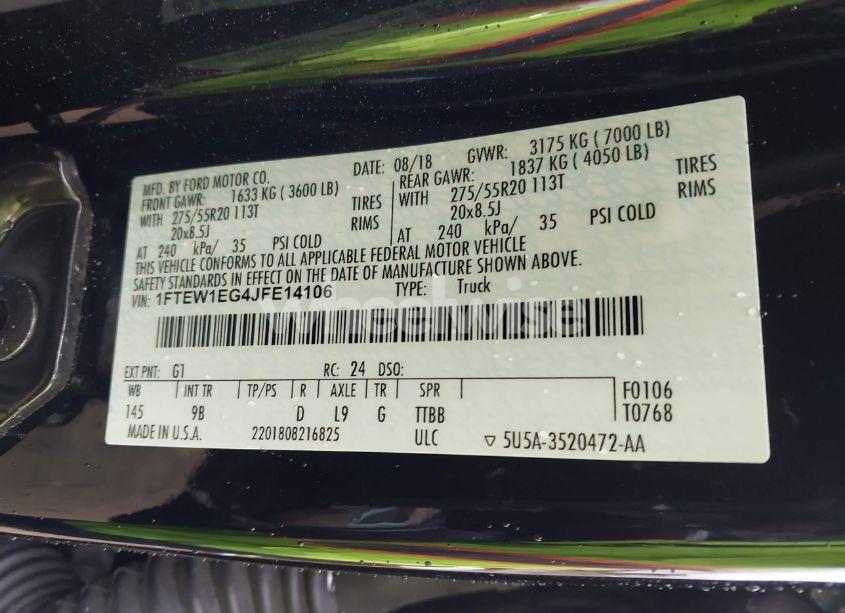 MFD. BY FORD MOTOR CO.
DATE: 08/18 GVWR: 3175 KG ( 7000 LB)
FRONT GAWR: 1633 KG ( 3600 LB)
WITH 275/55R20 113T TIRES
20x8.5J RIMS
AT 240 kPa/ 35 PSI COLD
REAR GAWR: 1837 KG ( 4050 LB)
WITH 275/55R20 113T TIRES
20x8.5J RIMS
AT 240 kPa/ 35 PSI COLD
THIS VEHICLE CONFORMS TO ALL APPLICABLE FEDERAL MOTOR VEHICLE
SAFETY STANDARDS IN EFFECT ON THE DATE OF MANUFACTURE SHOWN ABOVE.
VIN: 1FTEW1EG4JFE14106 TYPE: Truck
Wheelwise
EXT PNT: G1 RC: 24 DSO:
WB INT TR TP/PS R AXLE TR SPR
145 9B D L9 G TTBB
F0106
T0768
MADE IN U.S.A. 2201808216825 ULC ▽ 5U5A-3520472-AA